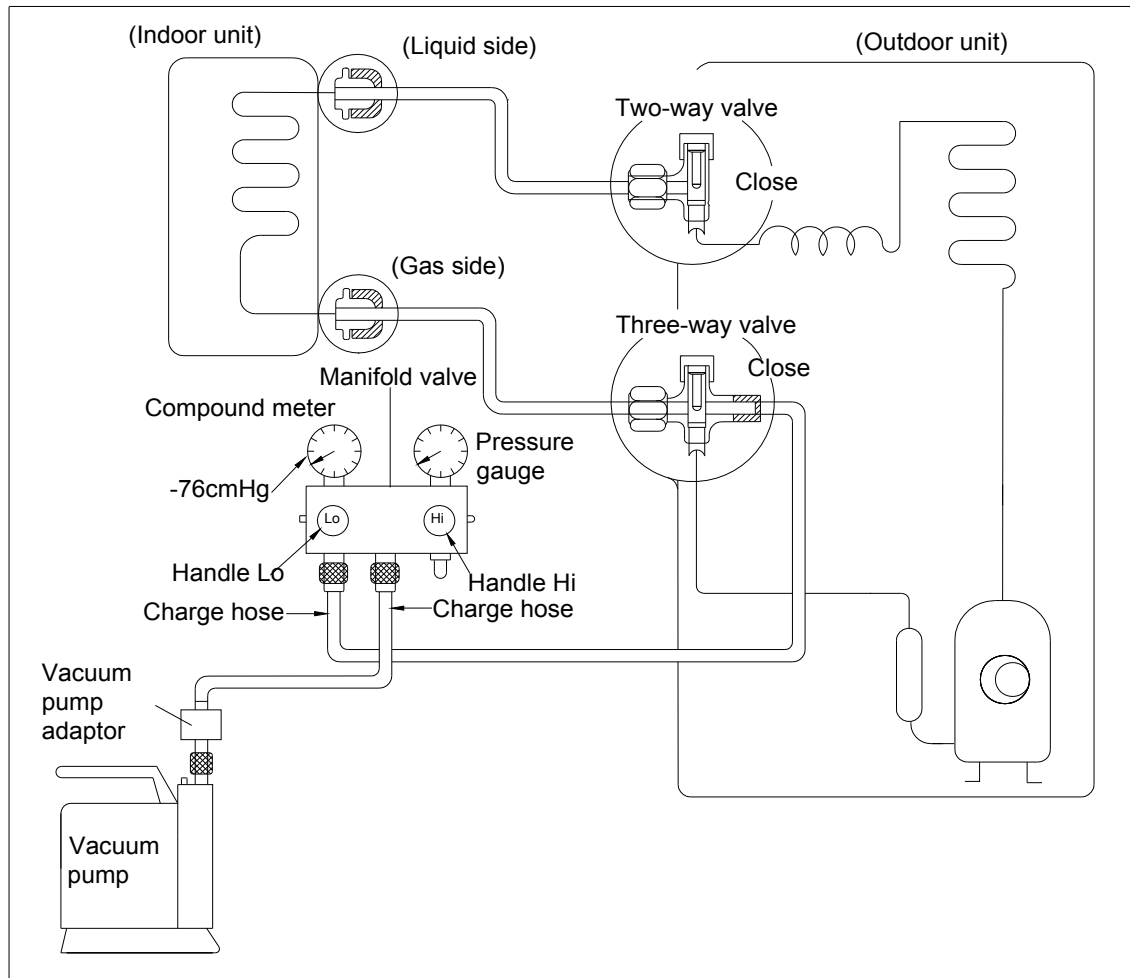 (Indoor unit)
(Liquid side)
(Outdoor unit)
Two-way valve
Close
(Gas side)
Three-way valve
Close
Manifold valve
Compound meter
Pressure
gauge
-76cmHg
Lo
Hi
Handle Lo
Handle Hi
Charge hose
Charge hose
Vacuum
pump
adaptor
Vacuum
pump